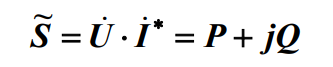 S̃ = U̇ · İ* = P + jQ